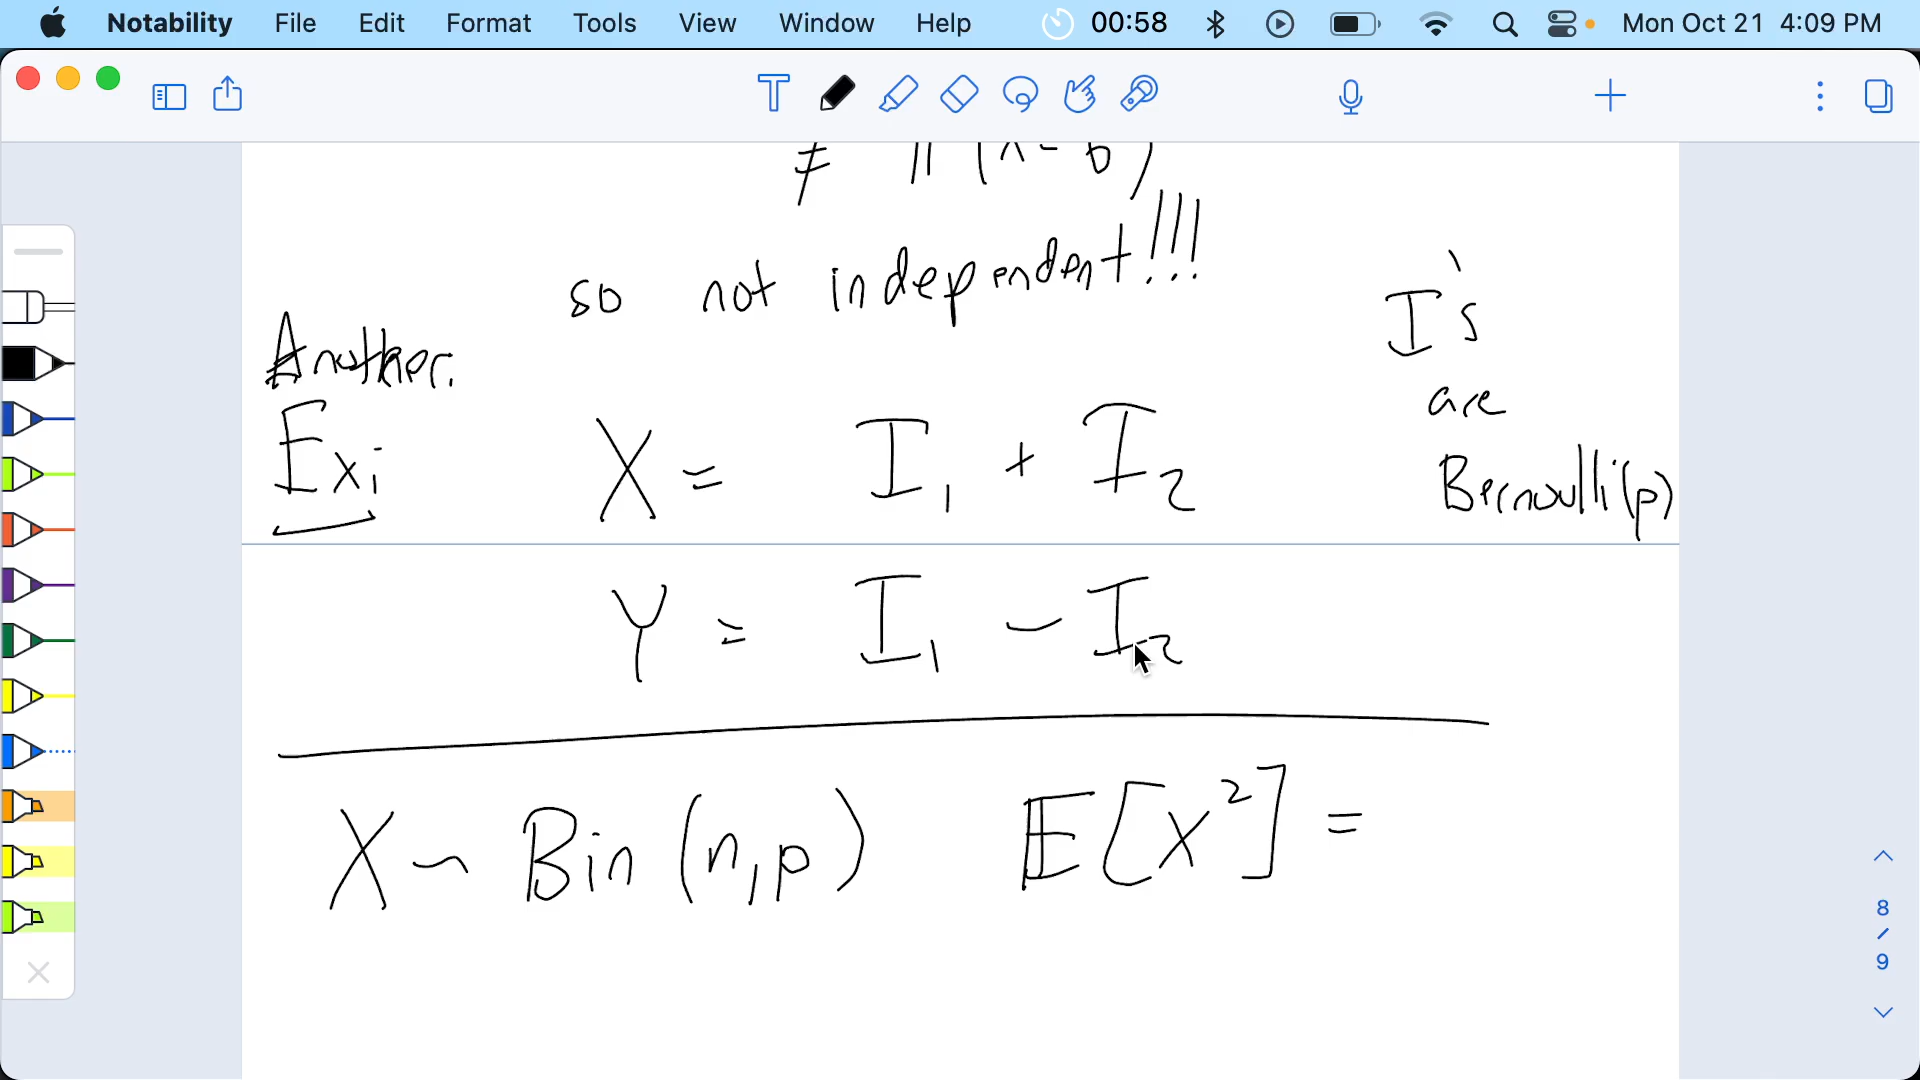 Notability File Edit Format Tools View Window Help 00:58 Mon Oct 21 4:09 PM
so not independent!!!
I's
are
Bernoulli(p)
Another.
Ex: X = I₁ + I₂
Y = I₁ - I₂
X ~ Bin (n,p) E[X²] =
8
/
9